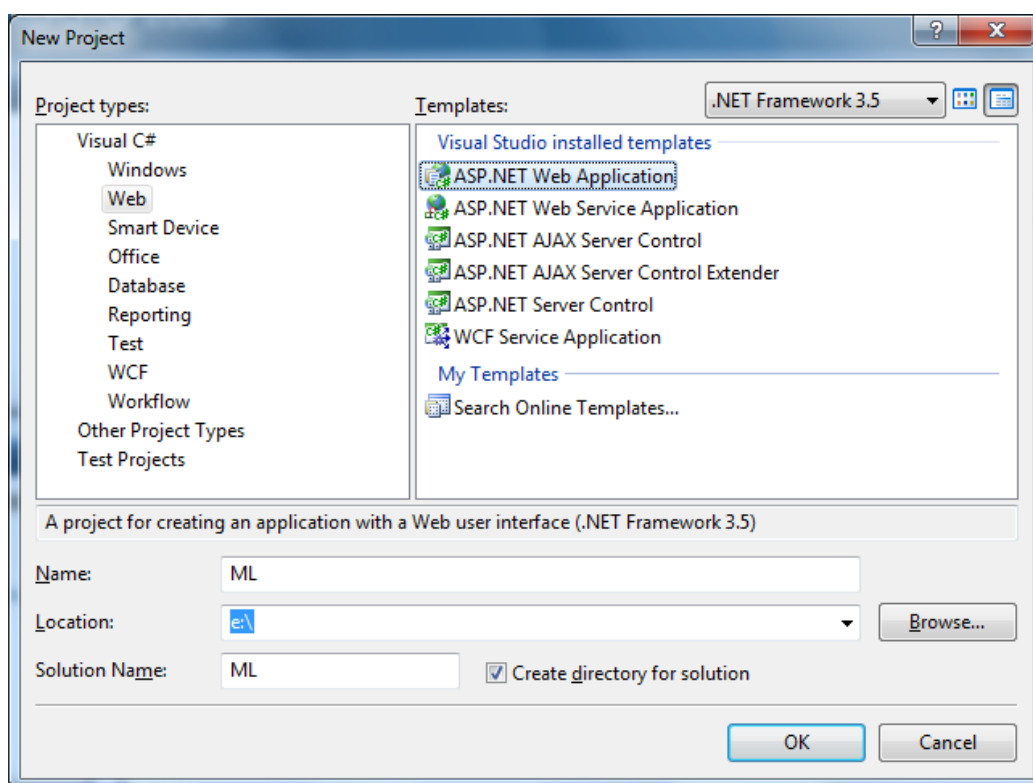 New Project
Project types:
Templates:
.NET Framework 3.5
Visual C#
Windows
Web
Smart Device
Office
Database
Reporting
Test
WCF
Workflow
Other Project Types
Test Projects
Visual Studio installed templates
ASP.NET Web Application
ASP.NET Web Service Application
ASP.NET AJAX Server Control
ASP.NET AJAX Server Control Extender
ASP.NET Server Control
WCF Service Application
My Templates
Search Online Templates...
A project for creating an application with a Web user interface (.NET Framework 3.5)
Name: ML
Location: e:\ Browse...
Solution Name: ML Create directory for solution
OK Cancel